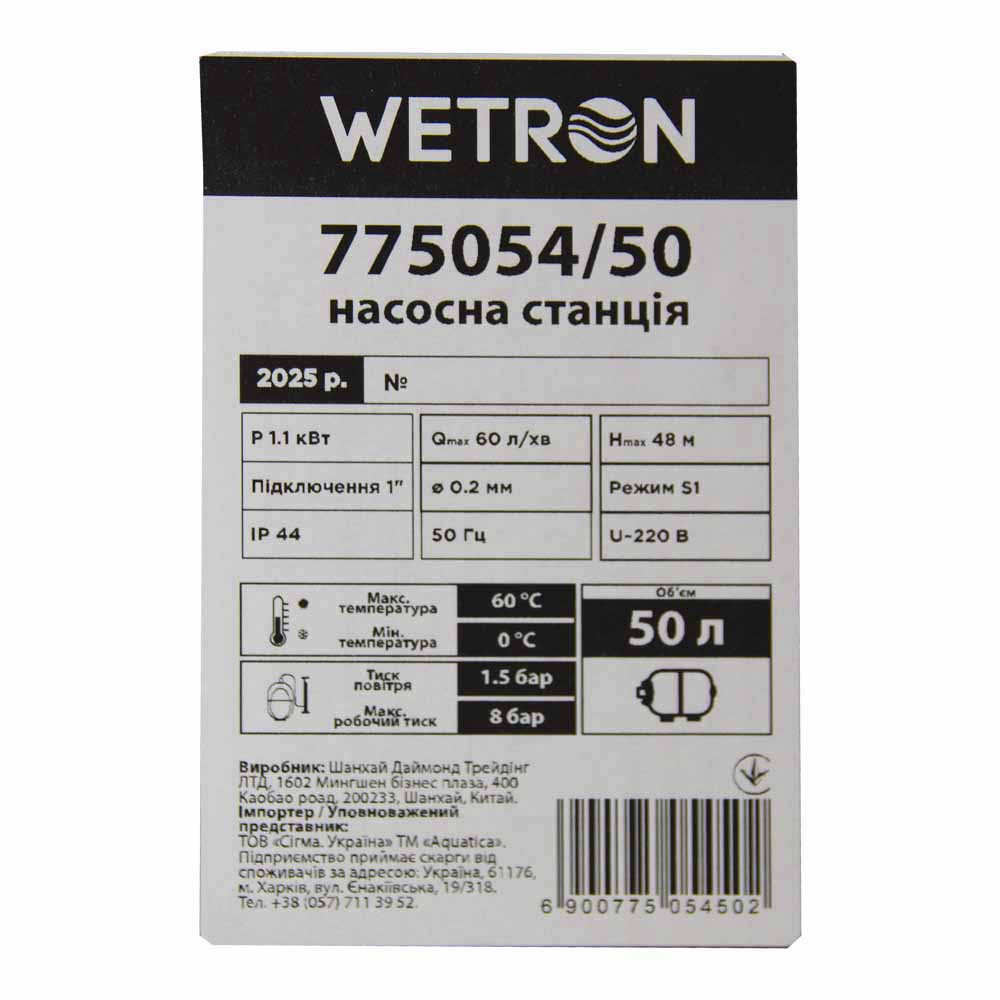 WETRON
775054/50
насосна станція
2025 р. №
P 1.1 кВт Qmax 60 л/хв Hmax 48 м
Підключення 1" ø 0.2 мм Режим S1
IP 44 50 Гц U~220 В
Макс. температура 60 °C
Мін. температура 0 °C
Тиск повітря 1.5 бар
Макс. робочий тиск 8 бар
Об'єм
50 л
Виробник: Шанхай Даймонд Трейдінг
ЛТД, 1602 Мингшен бізнес плаза, 400
Каобао роад, 200233, Шанхай, Китай.
Імпортер / Уповноважений
представник:
ТОВ «Сігма. Україна» ТМ «Aquatica».
Підприємство приймає скарги від
споживачів за адресою: Україна, 61176,
м. Харків, вул. Єнакіївська, 19/318.
Тел. +38 (057) 711 39 52.
6 900775 054502